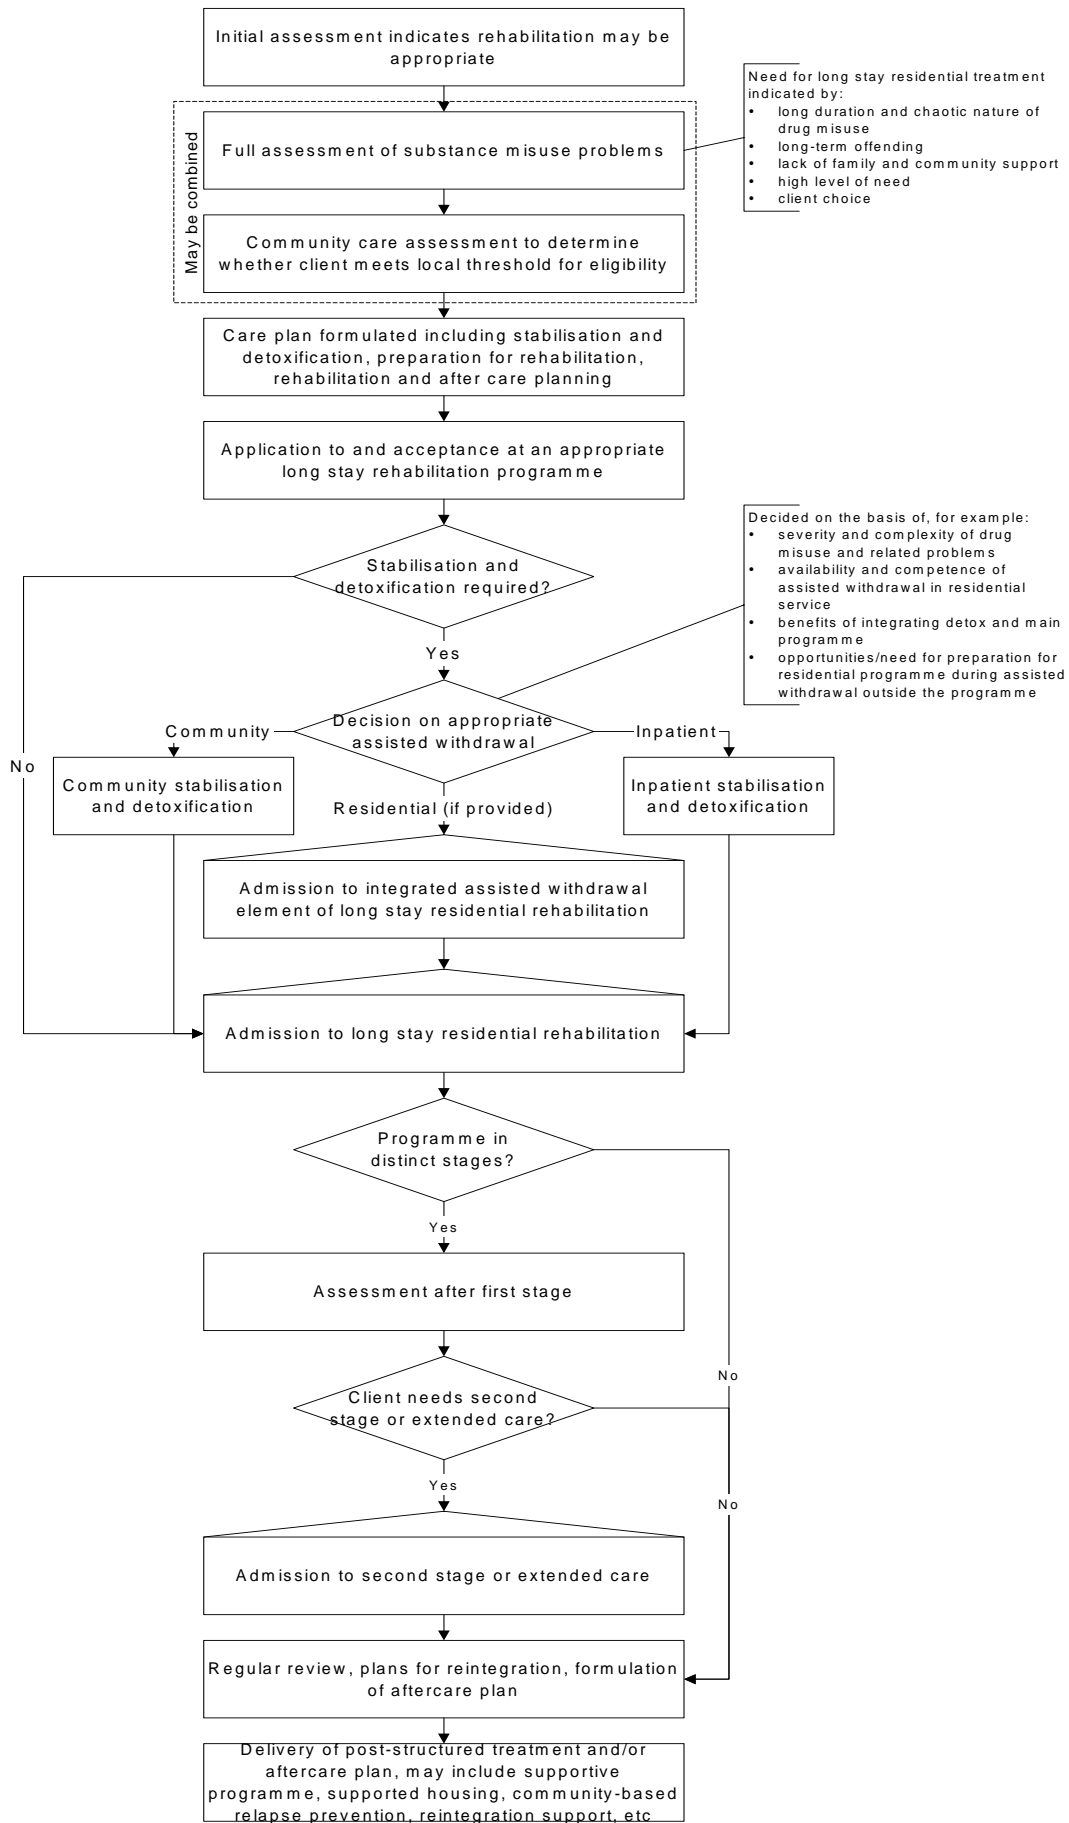 Initial assessment indicates rehabilitation may be
appropriate
Need for long stay residential treatment
indicated by:
• long duration and chaotic nature of
drug misuse
• long-term offending
• lack of family and community support
• high level of need
• client choice
May be combined
Full assessment of substance misuse problems
Community care assessment to determine
whether client meets local threshold for eligibility
Care plan formulated including stabilisation and
detoxification, preparation for rehabilitation,
rehabilitation and after care planning
Application to and acceptance at an appropriate
long stay rehabilitation programme
Decided on the basis of, for example:
• severity and complexity of drug
misuse and related problems
• availability and competence of
assisted withdrawal in residential
service
• benefits of integrating detox and main
programme
• opportunities/need for preparation for
residential programme during assisted
withdrawal outside the programme
Stabilisation and
detoxification required?
Yes
Decision on appropriate
assisted withdrawal
Community
Inpatient
No
Community stabilisation
and detoxification
Inpatient stabilisation
and detoxification
Residential (if provided)
Admission to integrated assisted withdrawal
element of long stay residential rehabilitation
Admission to long stay residential rehabilitation
Programme in
distinct stages?
Yes
Assessment after first stage
No
Client needs second
stage or extended care?
Yes
No
Admission to second stage or extended care
Regular review, plans for reintegration, formulation
of aftercare plan
Delivery of post-structured treatment and/or
aftercare plan, may include supportive
programme, supported housing, community-based
relapse prevention, reintegration support, etc